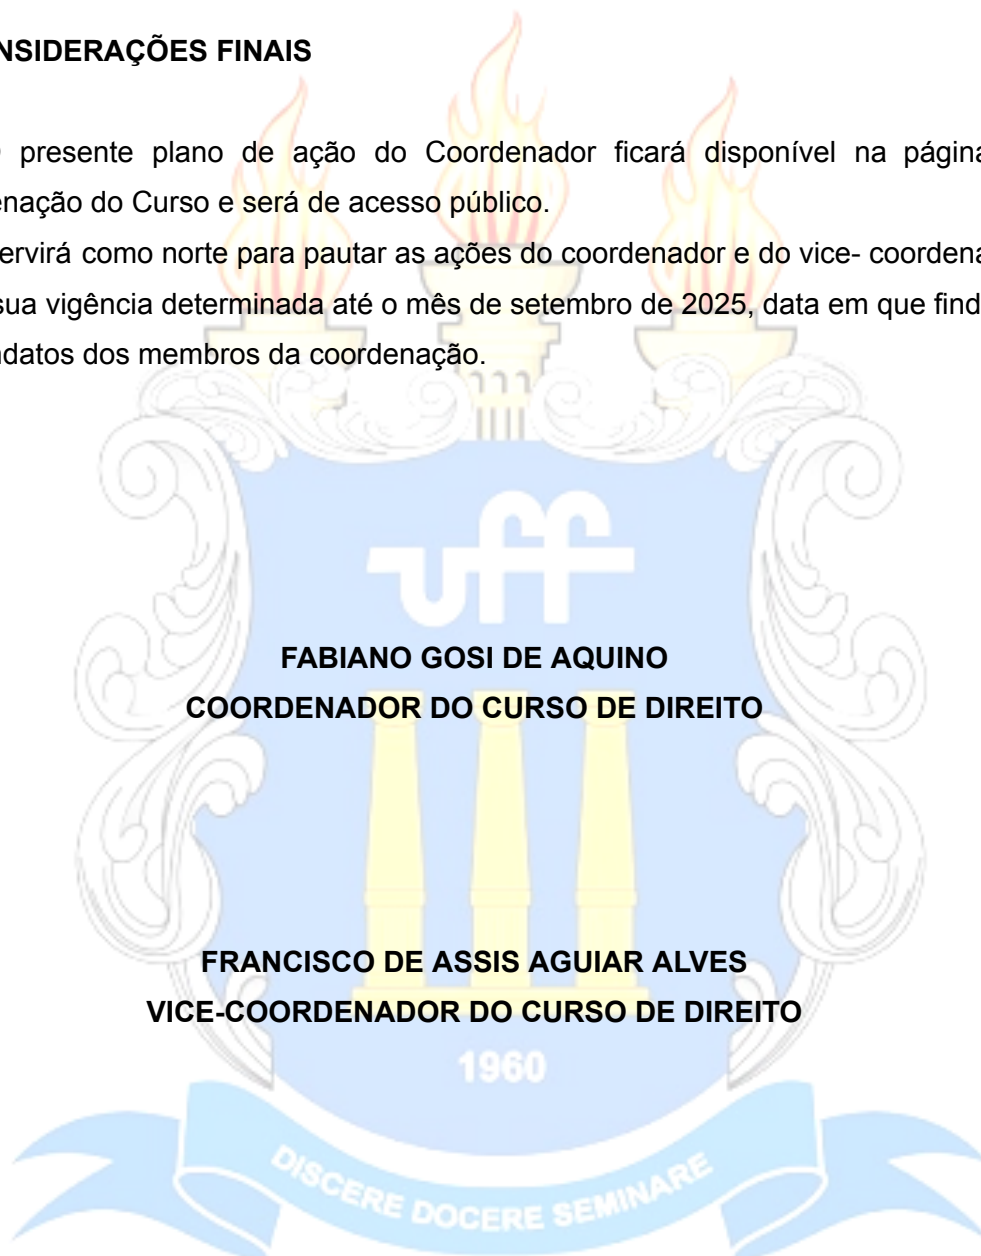 NSIDERAÇÕES FINAIS
presente plano de ação do Coordenador ficará disponível na página
enação do Curso e será de acesso público.
ervirá como norte para pautar as ações do coordenador e do vice- coordena
sua vigência determinada até o mês de setembro de 2025, data em que find
ndatos dos membros da coordenação.
uff
FABIANO GOSI DE AQUINO
COORDENADOR DO CURSO DE DIREITO
FRANCISCO DE ASSIS AGUIAR ALVES
VICE-COORDENADOR DO CURSO DE DIREITO
1960
DISCERE DOCERE SEMINARE